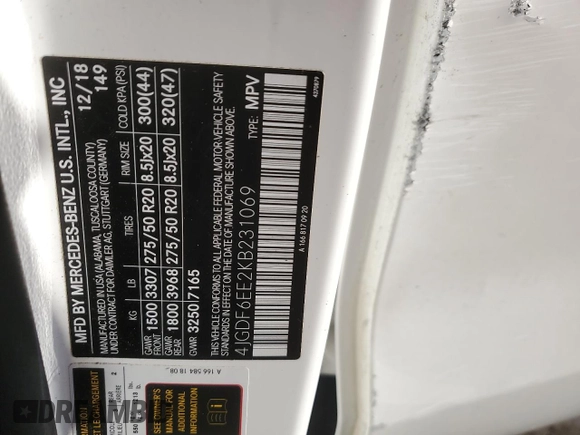 MFD BY MERCEDES-BENZ U.S. INTL., INC
MANUFACTURED IN USA (ALABAMA, TUSCALOOSA COUNTY)
UNDER CONTRACT FOR DAIMLER AG, STUTTGART (GERMANY)
12/18
149
KG LB TIRES RIM SIZE COLD KPA (PSI)
GAWR FRONT 1500 3307 275/50 R20 8.5Jx20 300(44)
GAWR REAR 1800 3968 275/50 R20 8.5Jx20 320(47)
GVWR 3250 7165
THIS VEHICLE CONFORMS TO ALL APPLICABLE FEDERAL MOTOR VEHICLE SAFETY
STANDARDS IN EFFECT ON THE DATE OF MANUFACTURE SHOWN ABOVE.
4JGDF6EE2KB231069 TYPE: MPV
A 166 817 09 20
4270879
A 166 584 18 08
SEE OWNER'S
MANUAL FOR
ADDITIONAL
INFORMATION
2